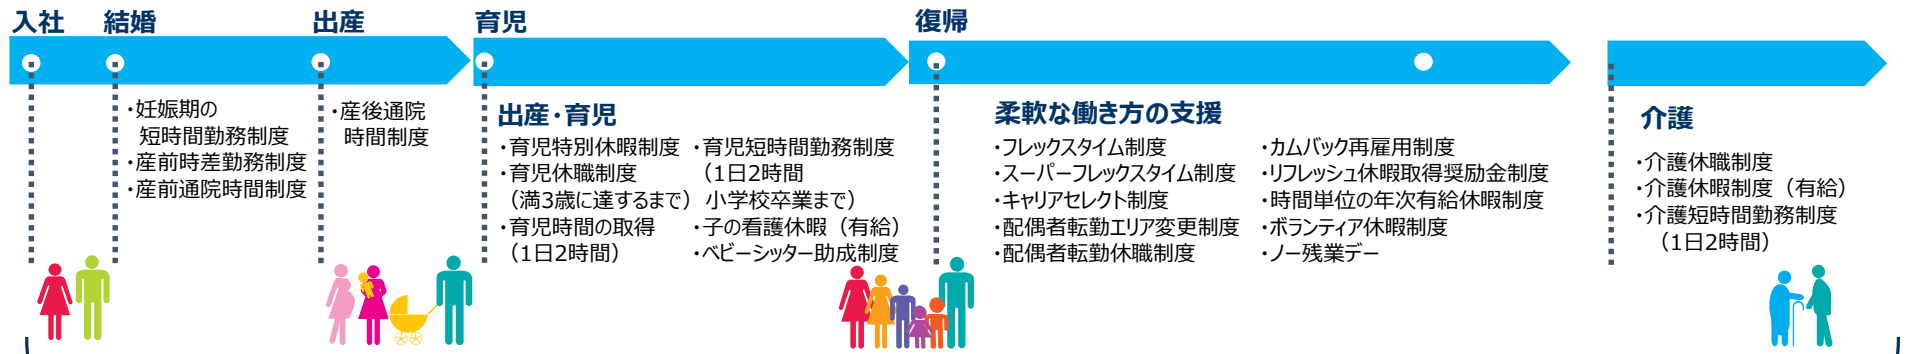 入社
結婚
出産
育児
復帰
・妊娠期の
短時間勤務制度
・産前時差勤務制度
・産前通院時間制度
・産後通院
時間制度
出産・育児
・育児特別休暇制度
・育児休職制度
（満3歳に達するまで）
・育児時間の取得
（1日2時間）
・育児短時間勤務制度
（1日2時間
小学校卒業まで）
・子の看護休暇（有給）
・ベビーシッター助成制度
柔軟な働き方の支援
・フレックスタイム制度
・スーパーフレックスタイム制度
・キャリアセレクト制度
・配偶者転勤エリア変更制度
・配偶者転勤休職制度
・カムバック再雇用制度
・リフレッシュ休暇取得奨励金制度
・時間単位の年次有給休暇制度
・ボランティア休暇制度
・ノー残業デー
介護
・介護休職制度
・介護休暇制度（有給）
・介護短時間勤務制度
（1日2時間）